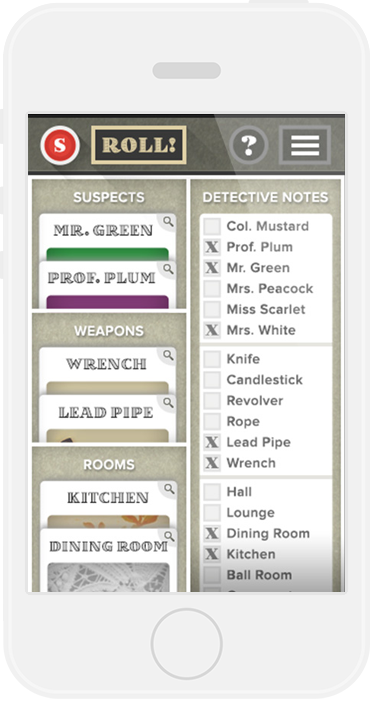 S ROLL! ?
SUSPECTS
MR. GREEN
PROF. PLUM
WEAPONS
WRENCH
LEAD PIPE
ROOMS
KITCHEN
DINING ROOM
DETECTIVE NOTES
Col. Mustard
X Prof. Plum
X Mr. Green
Mrs. Peacock
Miss Scarlet
X Mrs. White
Knife
Candlestick
Revolver
Rope
X Lead Pipe
X Wrench
Hall
Lounge
X Dining Room
X Kitchen
Ball Room